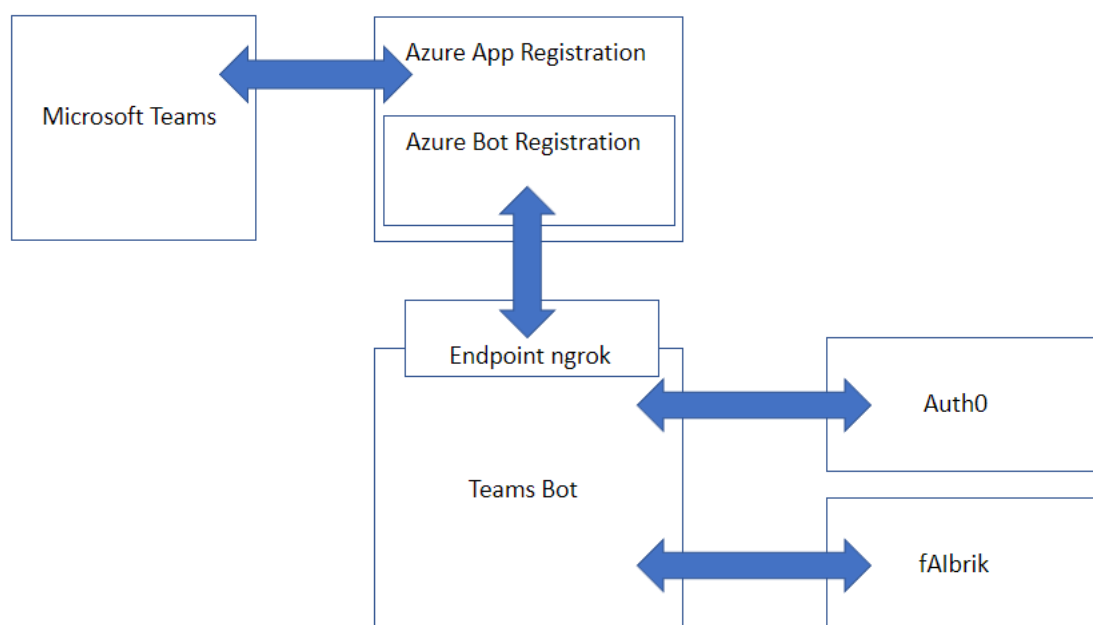 Azure App Registration
Microsoft Teams
Azure Bot Registration
Endpoint ngrok
Auth0
Teams Bot
fAIbrik